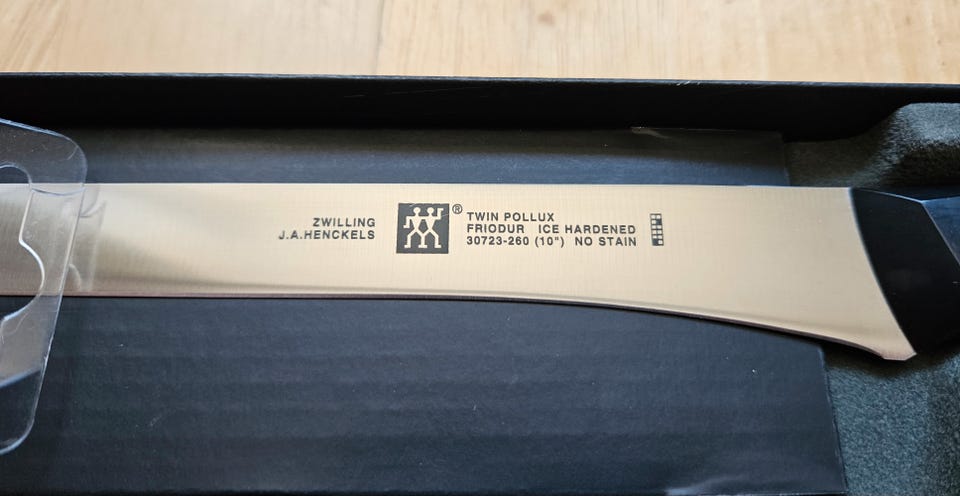 ZWILLING
J.A.HENCKELS
®
TWIN POLLUX
FRIODUR ICE HARDENED
30723-260 (10") NO STAIN